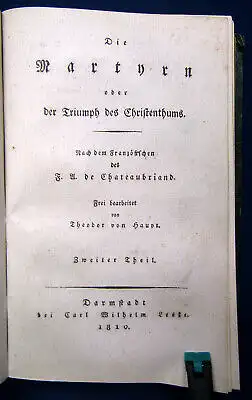 Die
Martyrn
oder
der Triumph des Christenthums.
Nach dem Französischen
des
F. A. de Chateaubriand.
Frei bearbeitet
von
Theodor von Haupt.
Zweiter Theil.
Darmstadt
bei Carl Wilhelm Leske.
1810.